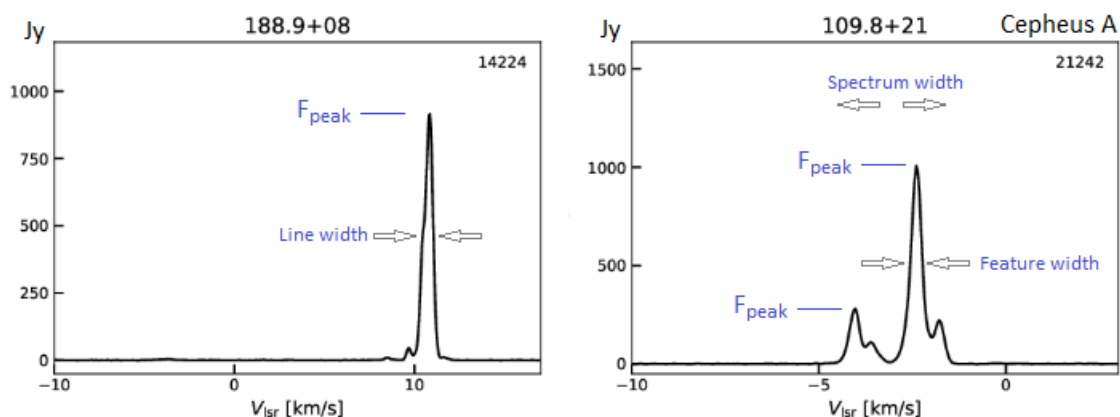 Jy
188.9+08
14224
1000
750
500
250
0
F_peak
Line width
−10
0
10
V_lsr [km/s]
Jy
109.8+21
Cepheus A
21242
1500
1000
500
0
Spectrum width
F_peak
Feature width
F_peak
−10
−5
0
V_lsr [km/s]